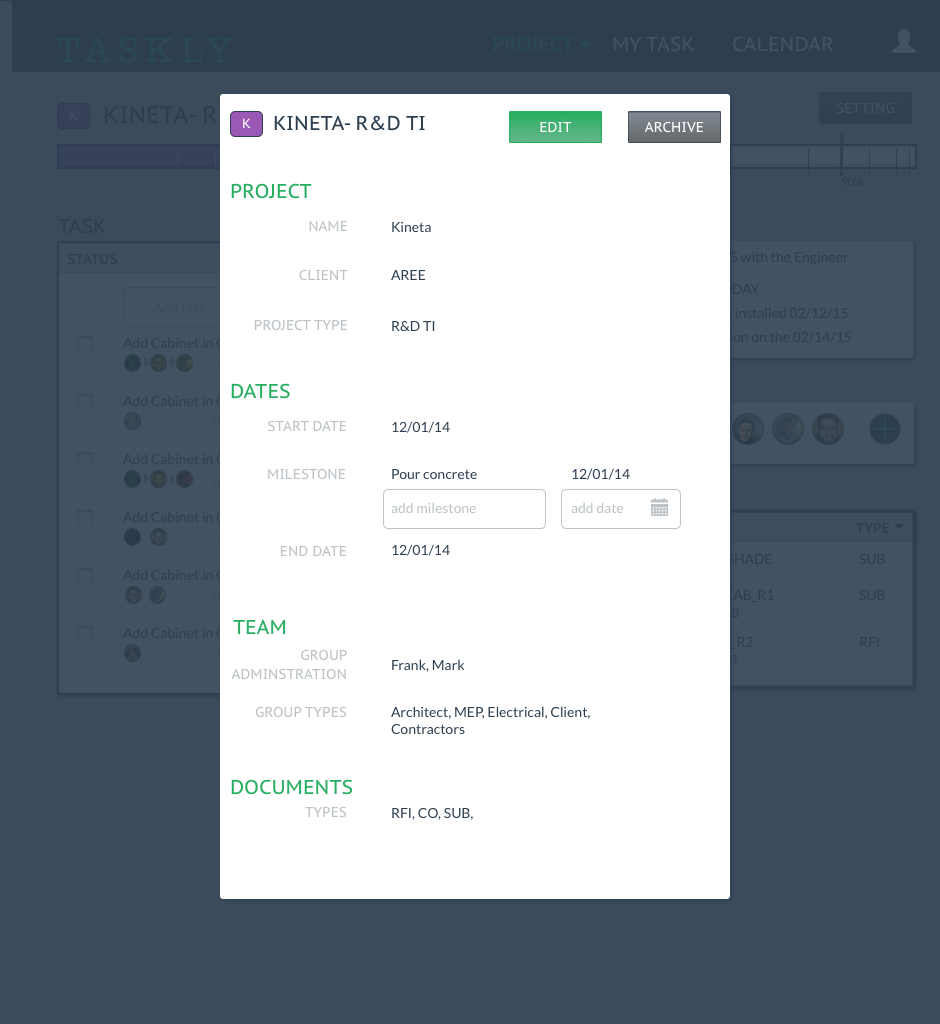 TASKLY
PROJECT
MY TASK
CALENDAR
K
KINETA- R
SETTING
90%
K
KINETA- R&D TI
EDIT
ARCHIVE
PROJECT
NAME
Kineta
CLIENT
AREE
PROJECT TYPE
R&D TI
DATES
START DATE
12/01/14
MILESTONE
Pour concrete
12/01/14
add milestone
add date
END DATE
12/01/14
TEAM
GROUP
ADMINSTRATION
Frank, Mark
GROUP TYPES
Architect, MEP, Electrical, Client,
Contractors
DOCUMENTS
TYPES
RFI, CO, SUB,
TASK
STATUS
Add task
Add Cabinet in
Add Cabinet in
Add Cabinet in
Add Cabinet in
Add Cabinet in
Add Cabinet in
5 with the Engineer
DAY
installed 02/12/15
on the 02/14/15
TYPE
SHADE
SUB
AB_R1
SUB
B
_R2
RFI
1